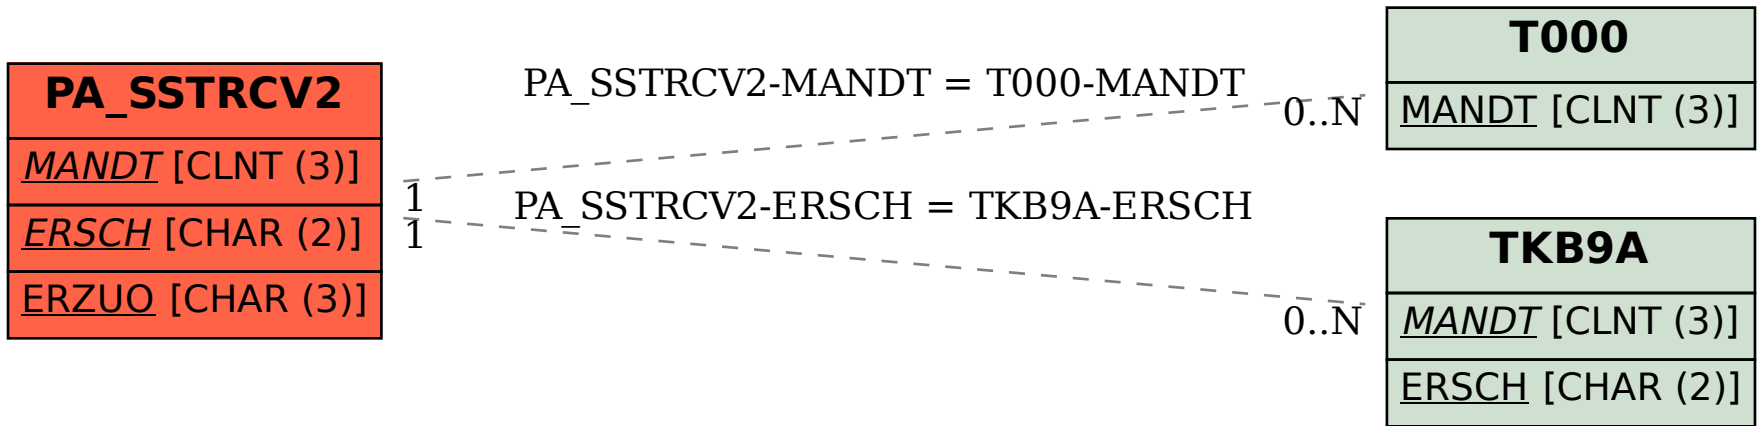 PA_SSTRCV2
MANDT [CLNT (3)]
ERSCH [CHAR (2)]
ERZUO [CHAR (3)]
PA_SSTRCV2-MANDT = T000-MANDT
0..N
1
PA_SSTRCV2-ERSCH = TKB9A-ERSCH
1
0..N
T000
MANDT [CLNT (3)]
TKB9A
MANDT [CLNT (3)]
ERSCH [CHAR (2)]